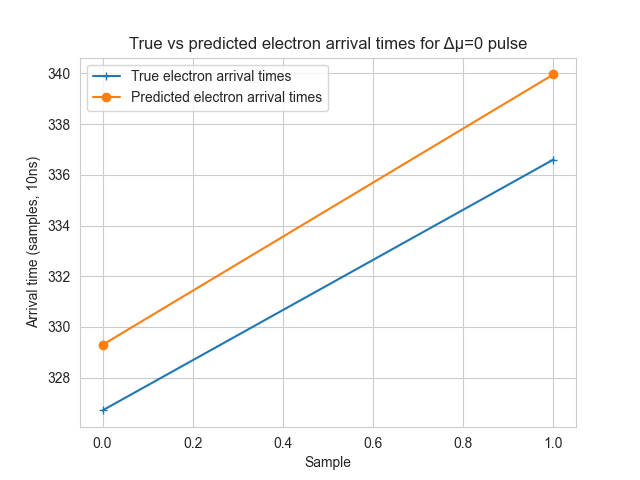 True vs predicted electron arrival times for Δμ=0 pulse
True electron arrival times
Predicted electron arrival times
Arrival time (samples, 10ns)
340
338
336
334
332
330
328
0.0 0.2 0.4 0.6 0.8 1.0
Sample